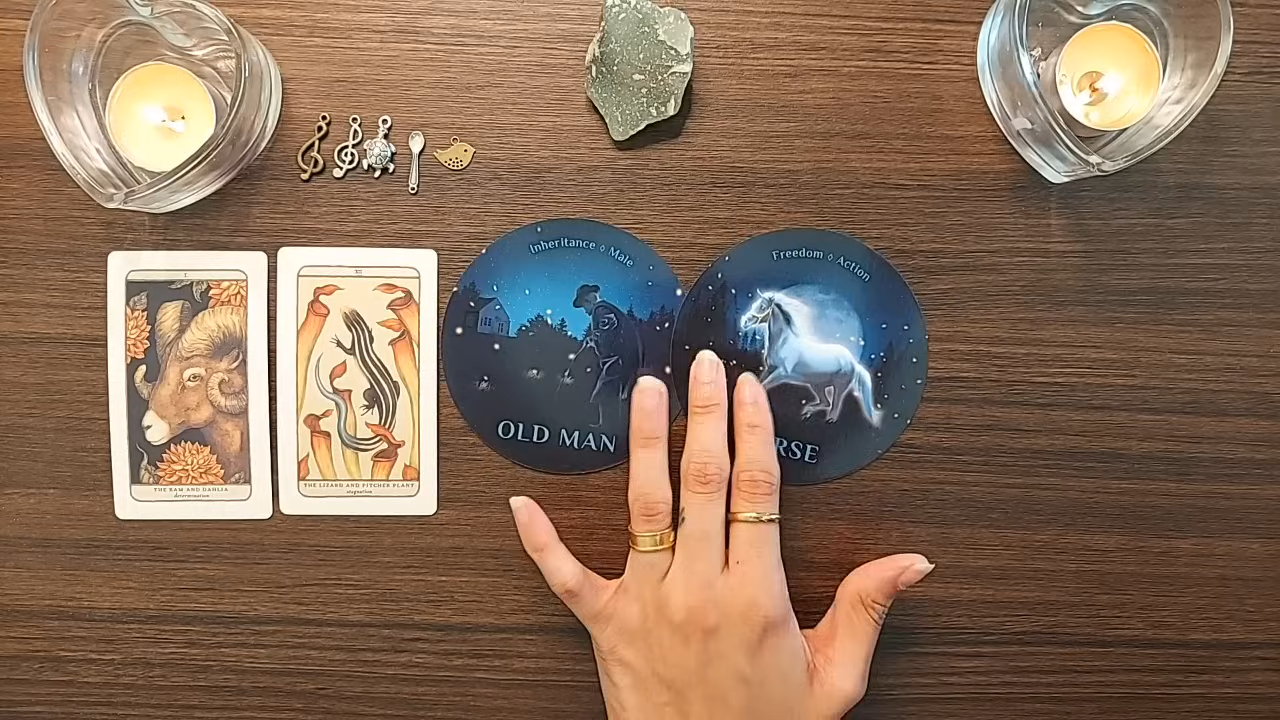 I
THE RAM AND DAHLIA
determination
XII
THE LIZARD AND PITCHER PLANT
stagnation
Inheritance ◊ Male
OLD MAN
Freedom ◊ Action
RSE